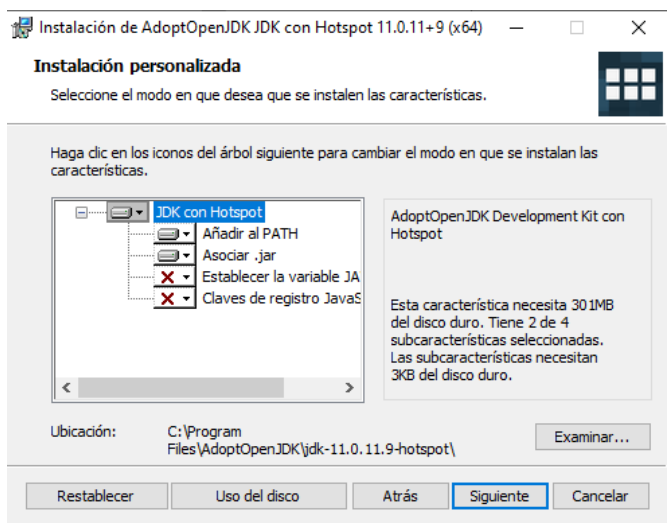 Instalación de AdoptOpenJDK JDK con Hotspot 11.0.11+9 (x64)
Instalación personalizada
Seleccione el modo en que desea que se instalen las características.
Haga clic en los iconos del árbol siguiente para cambiar el modo en que se instalan las
características.
JDK con Hotspot
Añadir al PATH
Asociar .jar
Establecer la variable JA
Claves de registro JavaS
AdoptOpenJDK Development Kit con
Hotspot
Esta característica necesita 301MB
del disco duro. Tiene 2 de 4
subcaracterísticas seleccionadas.
Las subcaracterísticas necesitan
3KB del disco duro.
Ubicación:
C:\Program
Files\AdoptOpenJDK\jdk-11.0.11.9-hotspot\
Examinar...
Restablecer
Uso del disco
Atrás
Siguiente
Cancelar